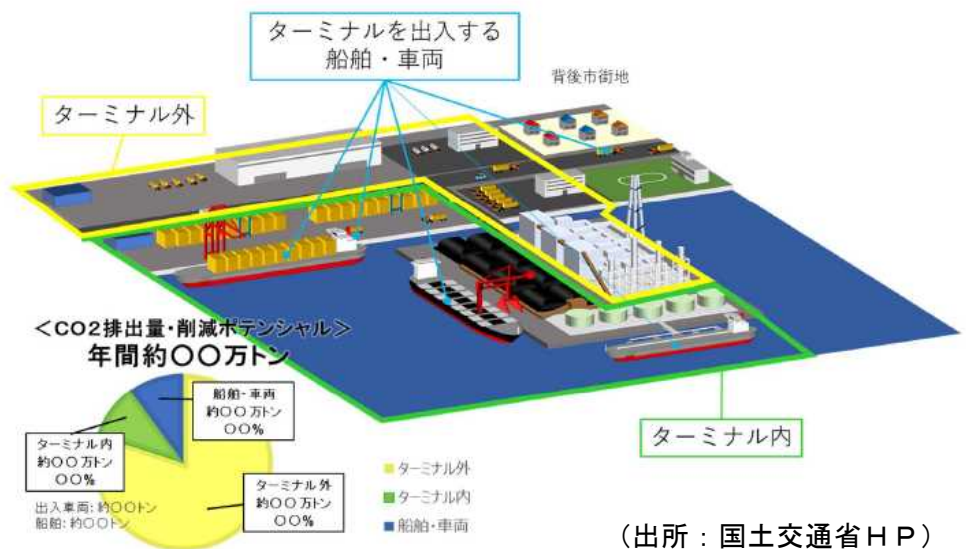 ターミナルを出入する
船舶・車両
背後市街地
ターミナル外
＜CO2排出量・削減ポテンシャル＞
年間約〇〇万トン
船舶・車両
約〇〇万トン
〇〇%
ターミナル内
約〇〇万トン
〇〇%
ターミナル外
約〇〇万トン
〇〇%
出入車両：約〇〇トン
船舶：約〇〇トン
ターミナル外
ターミナル内
船舶・車両
ターミナル内
（出所：国土交通省ＨＰ）